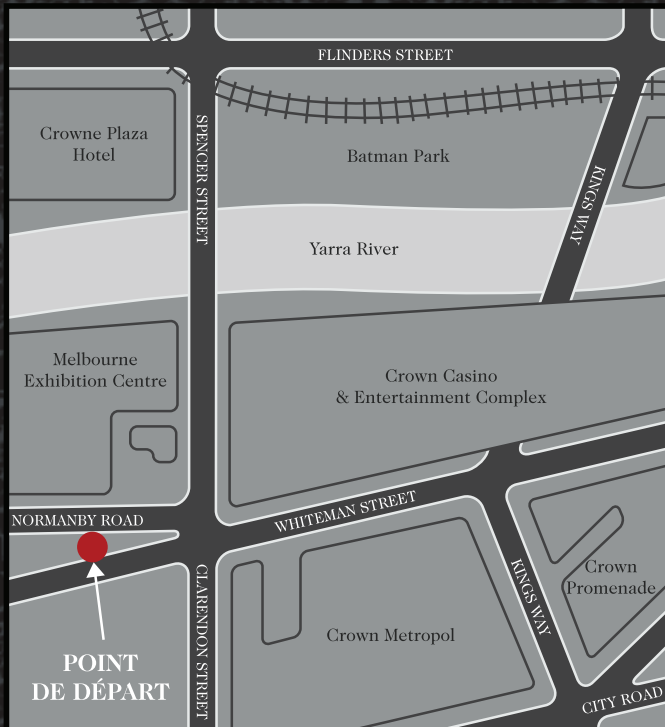 FLINDERS STREET
Crowne Plaza
Hotel
SPENCER STREET
Batman Park
KINGS WAY
Yarra River
Melbourne
Exhibition Centre
Crown Casino
& Entertainment Complex
NORMANBY ROAD
WHITEMAN STREET
CLARENDON STREET
KINGS WAY
Crown
Promenade
Crown Metropol
POINT
DE DÉPART
CITY ROAD